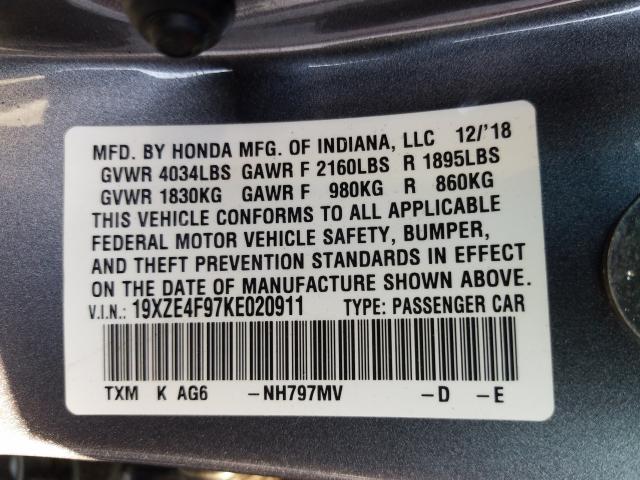 MFD. BY HONDA MFG. OF INDIANA, LLC 12/'18
GVWR 4034LBS GAWR F 2160LBS R 1895LBS
GVWR 1830KG GAWR F 980KG R 860KG
THIS VEHICLE CONFORMS TO ALL APPLICABLE
FEDERAL MOTOR VEHICLE SAFETY, BUMPER,
AND THEFT PREVENTION STANDARDS IN EFFECT
ON THE DATE OF MANUFACTURE SHOWN ABOVE.
V.I.N.: 19XZE4F97KE020911 TYPE: PASSENGER CAR
TXM K AG6 -NH797MV -D -E